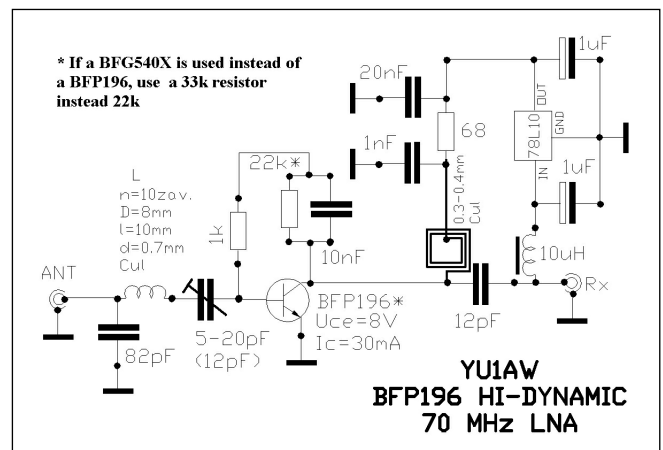 * If a BFG540X is used instead of
a BFP196, use a 33k resistor
instead 22k
1uF
20nF
OUT
68
78L10
GND
IN
1nF
1uF
L
n=10zav.
D=8mm
l=10mm
d=0.7mm
Cul
22k*
1k
10nF
0.3-0.4mm
Cul
10uH
ANT
Rx
BFP196*
Uce=8V
Ic=30mA
12pF
82pF
5-20pF
(12pF)
YU1AW
BFP196 HI-DYNAMIC
70 MHz LNA